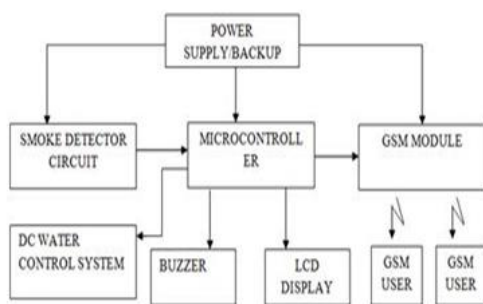 POWER
SUPPLY/BACKUP
SMOKE DETECTOR
CIRCUIT
MICROCONTROLL
ER
GSM MODULE
DC WATER
CONTROL SYSTEM
BUZZER
LCD
DISPLAY
GSM
USER
GSM
USER